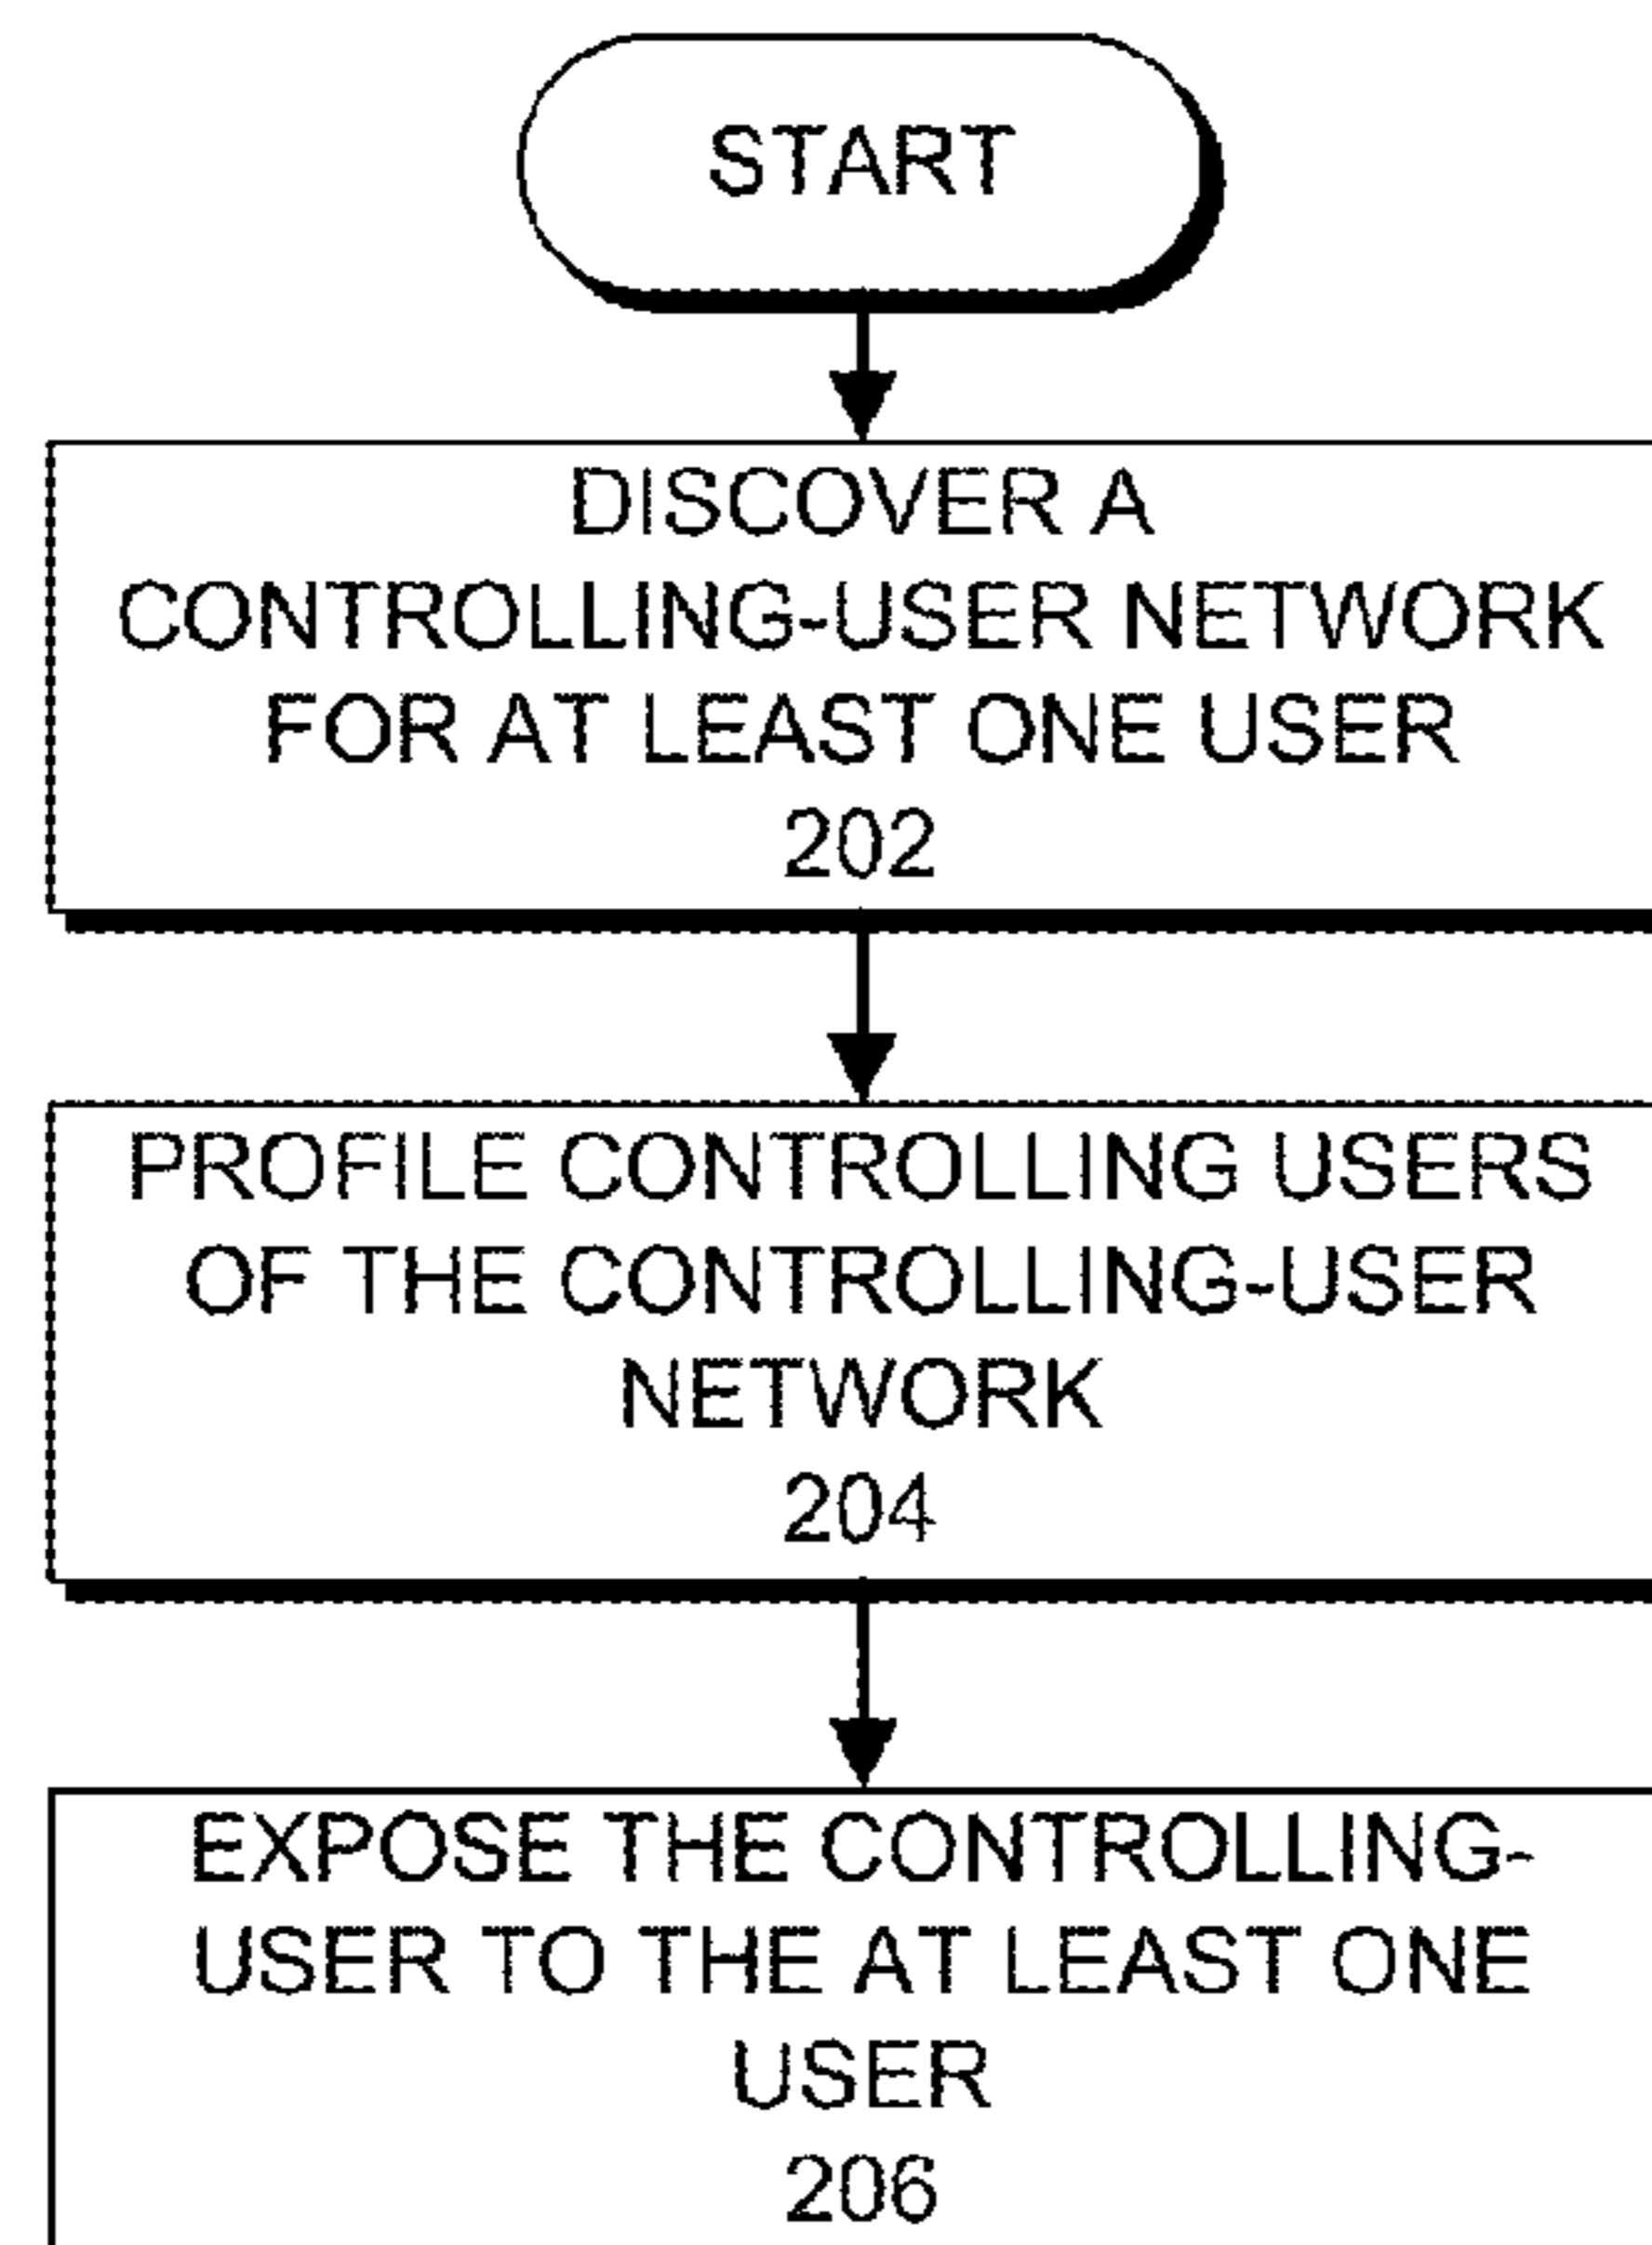 START
DISCOVER A
CONTROLLING-USER NETWORK
FOR AT LEAST ONE USER
202
PROFILE CONTROLLING USERS
OF THE CONTROLLING-USER
NETWORK
204
EXPOSE THE CONTROLLING-
USER TO THE AT LEAST ONE
USER
206